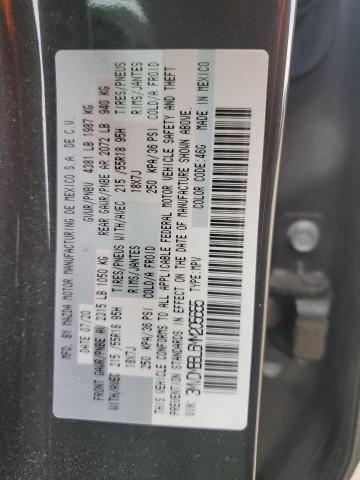 MFD. BY MAZDA MOTOR MANUFACTURING DE MEXICO S.A. DE C.V.
DATE: 07/20 GVWR/PNBV 4381 LB 1987 KG
FRONT GAWR/PNBE AV 2315 LB 1050 KG REAR GAWR/PNBE AR 2072 LB 940 KG
WITH/AVEC 215/55R18 95H TIRES/PNEUS WITH/AVEC 215/55R18 95H TIRES/PNEUS
18X7J RIMS/JANTES 18X7J RIMS/JANTES
250 KPA/36 PSI COLD/A FROID 250 KPA/36 PSI COLD/A FROID
THIS VEHICLE CONFORMS TO ALL APPLICABLE FEDERAL MOTOR VEHICLE SAFETY AND THEFT
PREVENTION STANDARDS IN EFFECT ON THE DATE OF MANUFACTURE SHOWN ABOVE.
VIN: TYPE: MPV COLOR CODE: 46G MADE IN MEXICO